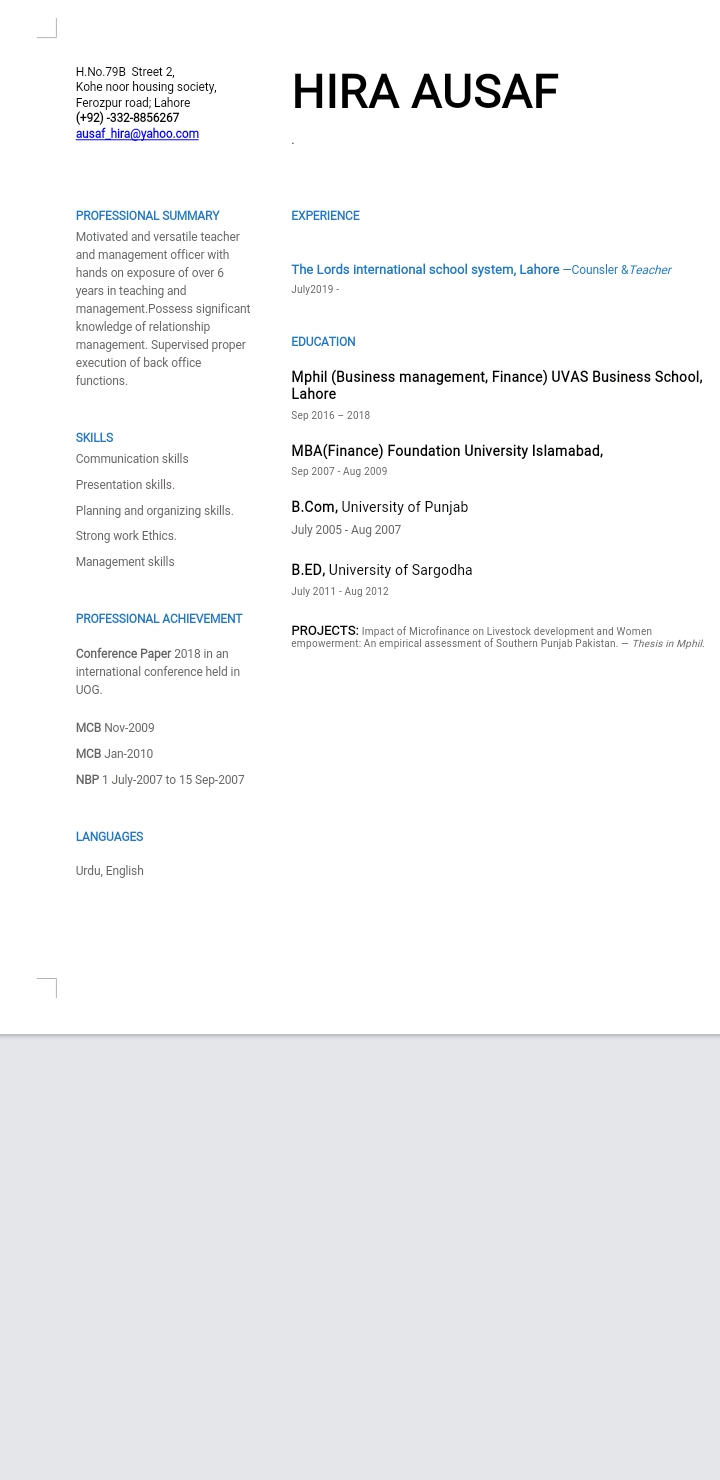 H.No.79B  Street 2,
Kohe noor housing society,
Ferozpur road; Lahore
(+92) -332-8856267
ausaf_hira@yahoo.com
HIRA AUSAF
.
PROFESSIONAL SUMMARY
Motivated and versatile teacher
and management officer with
hands on exposure of over 6
years in teaching and
management.Possess significant
knowledge of relationship
management. Supervised proper
execution of back office
functions.
SKILLS
Communication skills
Presentation skills.
Planning and organizing skills.
Strong work Ethics.
Management skills
PROFESSIONAL ACHIEVEMENT
Conference Paper 2018 in an
international conference held in
UOG.
MCB Nov-2009
MCB Jan-2010
NBP 1 July-2007 to 15 Sep-2007
LANGUAGES
Urdu, English
EXPERIENCE
The Lords international school system, Lahore —Counsler &Teacher
July2019 -
EDUCATION
Mphil (Business management, Finance) UVAS Business School,
Lahore
Sep 2016 – 2018
MBA(Finance) Foundation University Islamabad,
Sep 2007 - Aug 2009
B.Com, University of Punjab
July 2005 - Aug 2007
B.ED, University of Sargodha
July 2011 - Aug 2012
PROJECTS: Impact of Microfinance on Livestock development and Women
empowerment: An empirical assessment of Southern Punjab Pakistan. — Thesis in Mphil.